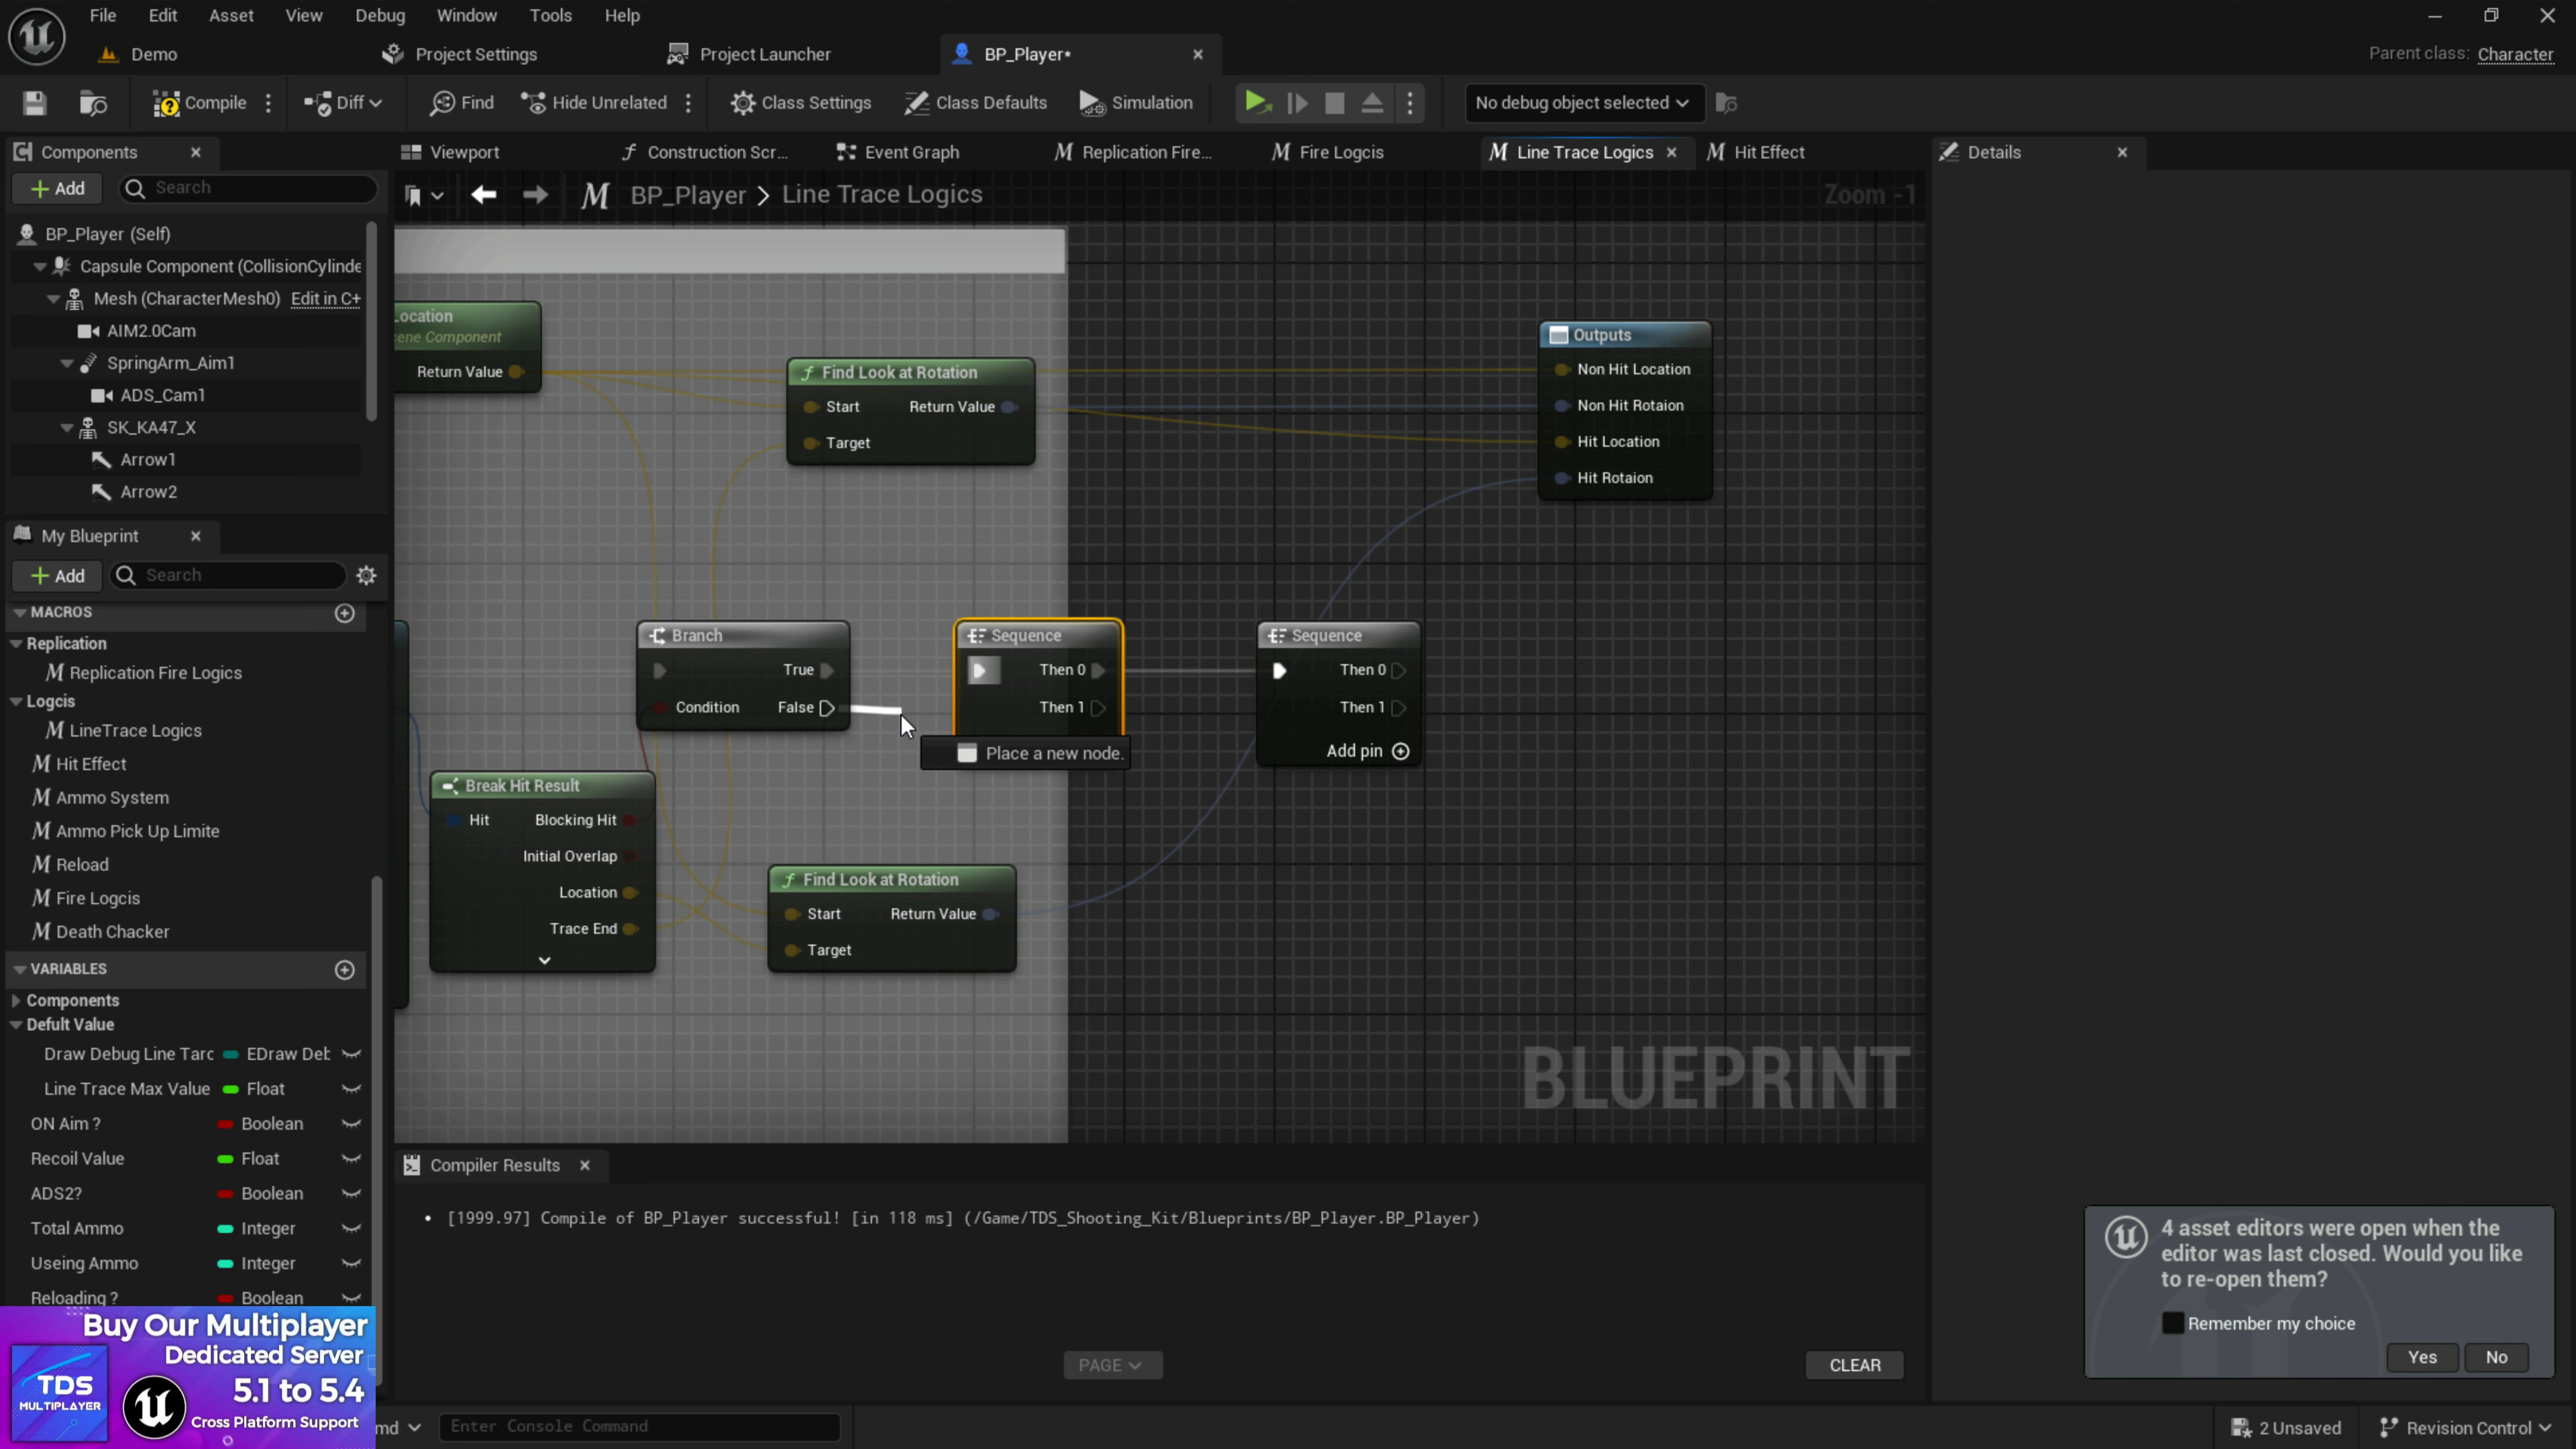 File Edit Asset View Debug Window Tools Help
Demo Project Settings Project Launcher BP_Player* Parent class: Character
Compile Diff Find Hide Unrelated Class Settings Class Defaults Simulation No debug object selected
Components Viewport Construction Scr... Event Graph Replication Fire... Fire Logcis Line Trace Logics Hit Effect Details
Add Search
BP_Player > Line Trace Logics Zoom -1
BP_Player (Self)
Capsule Component (CollisionCylinde
Mesh (CharacterMesh0) Edit in C+
AIM2.0Cam
SpringArm_Aim1
ADS_Cam1
SK_KA47_X
Arrow1
Arrow2
My Blueprint
Add Search
MACROS
Replication
Replication Fire Logics
Logcis
LineTrace Logics
Hit Effect
Ammo System
Ammo Pick Up Limite
Reload
Fire Logcis
Death Chacker
VARIABLES
Components
Defult Value
Draw Debug Line Tarc EDraw Deb
Line Trace Max Value Float
ON Aim ? Boolean
Recoil Value Float
ADS2? Boolean
Total Ammo Integer
Useing Ammo Integer
Reloading ? Boolean
Location
cene Component
Return Value
Find Look at Rotation
Start Return Value
Target
Outputs
Non Hit Location
Non Hit Rotaion
Hit Location
Hit Rotaion
Branch
True
Condition False
Sequence
Then 0
Then 1
Place a new node.
Sequence
Then 0
Then 1
Add pin
Break Hit Result
Hit Blocking Hit
Initial Overlap
Location
Trace End
Find Look at Rotation
Start Return Value
Target
BLUEPRINT
Compiler Results
• [1999.97] Compile of BP_Player successful! [in 118 ms] (/Game/TDS_Shooting_Kit/Blueprints/BP_Player.BP_Player)
PAGE CLEAR
4 asset editors were open when the
editor was last closed. Would you like
to re-open them?
Remember my choice
Yes No
Buy Our Multiplayer
Dedicated Server
5.1 to 5.4
Cross Platform Support
TDS
MULTIPLAYER
md Enter Console Command
2 Unsaved Revision Control